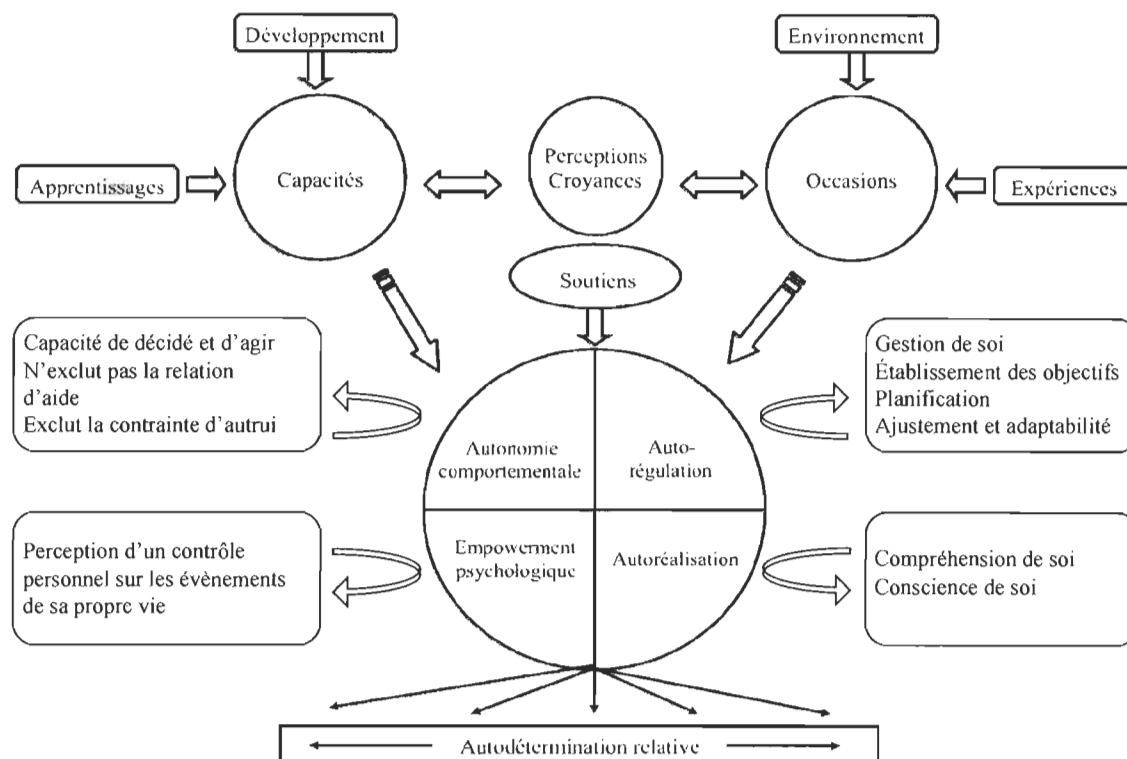 Développement
Environnement
Perceptions
Croyances
Apprentissages
Capacités
Occasions
Expériences
Soutiens
Capacité de décidé et d'agir
N'exclut pas la relation
d'aide
Exclut la contrainte d'autrui
Gestion de soi
Établissement des objectifs
Planification
Ajustement et adaptabilité
Autonomie
comportementale
Auto-
régulation
Perception d'un contrôle
personnel sur les évènements
de sa propre vie
Empowerment
psychologique
Autoréalisation
Compréhension de soi
Conscience de soi
Autodétermination relative